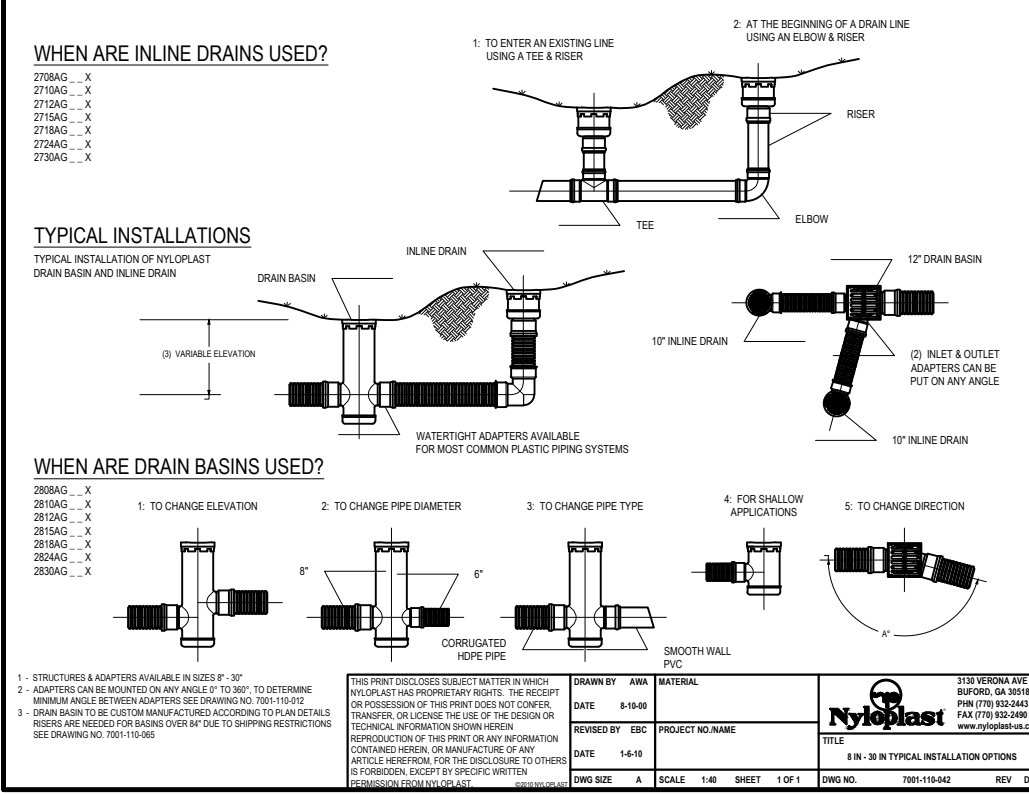 WHEN ARE INLINE DRAINS USED?
2708AG _ _ X
2710AG _ _ X
2712AG _ _ X
2715AG _ _ X
2718AG _ _ X
2724AG _ _ X
2730AG _ _ X
1: TO ENTER AN EXISTING LINE
USING A TEE & RISER
2: AT THE BEGINNING OF A DRAIN LINE
USING AN ELBOW & RISER
RISER
TEE
ELBOW
TYPICAL INSTALLATIONS
TYPICAL INSTALLATION OF NYLOPLAST
DRAIN BASIN AND INLINE DRAIN
DRAIN BASIN
INLINE DRAIN
(3) VARIABLE ELEVATION
WATERTIGHT ADAPTERS AVAILABLE
FOR MOST COMMON PLASTIC PIPING SYSTEMS
12" DRAIN BASIN
10" INLINE DRAIN
(2) INLET & OUTLET
ADAPTERS CAN BE
PUT ON ANY ANGLE
10" INLINE DRAIN
WHEN ARE DRAIN BASINS USED?
2808AG _ _ X
2810AG _ _ X
2812AG _ _ X
2815AG _ _ X
2818AG _ _ X
2824AG _ _ X
2830AG _ _ X
1: TO CHANGE ELEVATION
2: TO CHANGE PIPE DIAMETER
8"
6"
3: TO CHANGE PIPE TYPE
CORRUGATED
HDPE PIPE
SMOOTH WALL
PVC
4: FOR SHALLOW
APPLICATIONS
5: TO CHANGE DIRECTION
A°
1 - STRUCTURES & ADAPTERS AVAILABLE IN SIZES 8" - 30"
2 - ADAPTERS CAN BE MOUNTED ON ANY ANGLE 0° TO 360°, TO DETERMINE
MINIMUM ANGLE BETWEEN ADAPTERS SEE DRAWING NO. 7001-110-012
3 - DRAIN BASIN TO BE CUSTOM MANUFACTURED ACCORDING TO PLAN DETAILS
RISERS ARE NEEDED FOR BASINS OVER 84" DUE TO SHIPPING RESTRICTIONS
SEE DRAWING NO. 7001-110-065
THIS PRINT DISCLOSES SUBJECT MATTER IN WHICH
NYLOPLAST HAS PROPRIETARY RIGHTS. THE RECEIPT
OR POSSESSION OF THIS PRINT DOES NOT CONFER,
TRANSFER, OR LICENSE THE USE OF THE DESIGN OR
TECHNICAL INFORMATION SHOWN HEREIN
REPRODUCTION OF THIS PRINT OR ANY INFORMATION
CONTAINED HEREIN, OR MANUFACTURE OF ANY
ARTICLE HEREFROM, FOR THE DISCLOSURE TO OTHERS
IS FORBIDDEN, EXCEPT BY SPECIFIC WRITTEN
PERMISSION FROM NYLOPLAST.
©2010 NYLOPLAST
DRAWN BY AWA
DATE 8-10-00
REVISED BY EBC
DATE 1-6-10
DWG SIZE A
MATERIAL
PROJECT NO./NAME
SCALE 1:40 SHEET 1 OF 1
Nyloplast
3130 VERONA AVE
BUFORD, GA 30518
PHN (770) 932-2443
FAX (770) 932-2490
www.nyloplast-us.c
TITLE
8 IN - 30 IN TYPICAL INSTALLATION OPTIONS
DWG NO. 7001-110-042 REV D